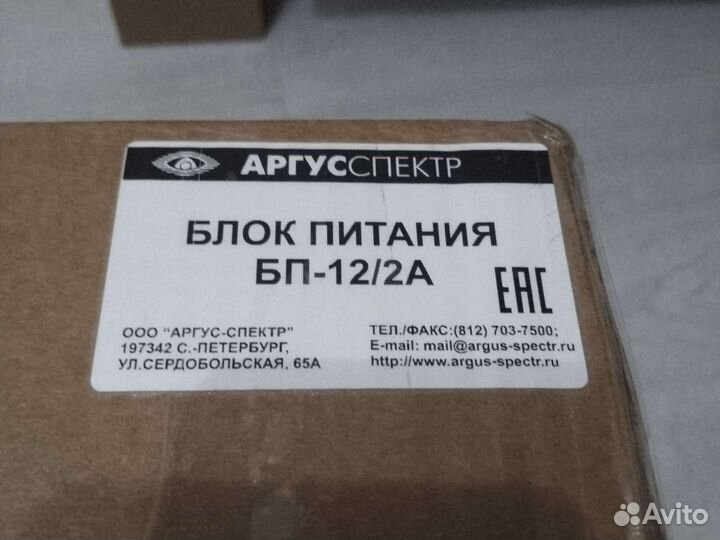 АРГУССПЕКТР
БЛОК ПИТАНИЯ
БП-12/2А
EAC
ООО "АРГУС-СПЕКТР"
197342 С.-ПЕТЕРБУРГ,
УЛ.СЕРДОБОЛЬСКАЯ, 65А
ТЕЛ./ФАКС:(812) 703-7500;
E-mail: mail@argus-spectr.ru
http://www.argus-spectr.ru
Avito